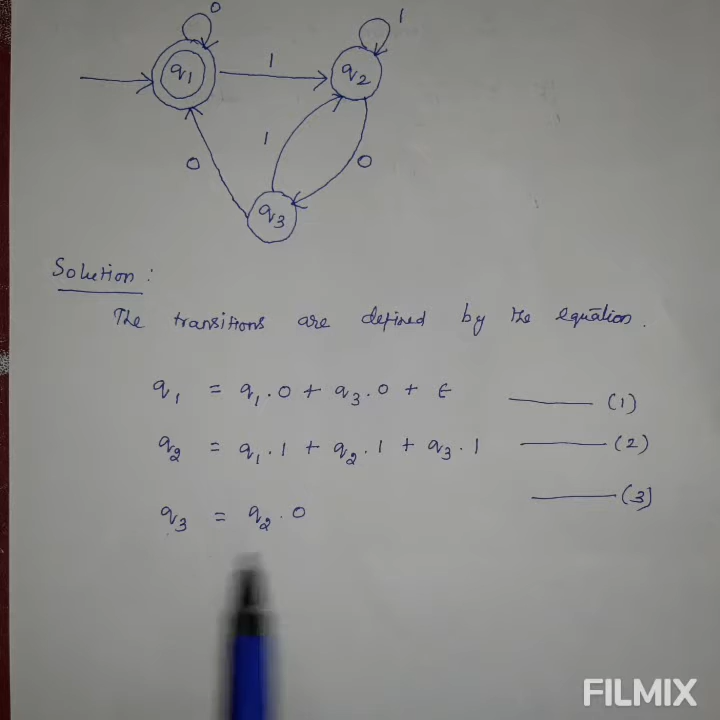 0
1
1
q1
q2
1
0
0
q3
Solution :
The transitions are defined by the equation.
q1 = q1.0 + q3.0 + ϵ (1)
q2 = q1.1 + q2.1 + q3.1 (2)
(3)
q3 = q2.0
FILMIX